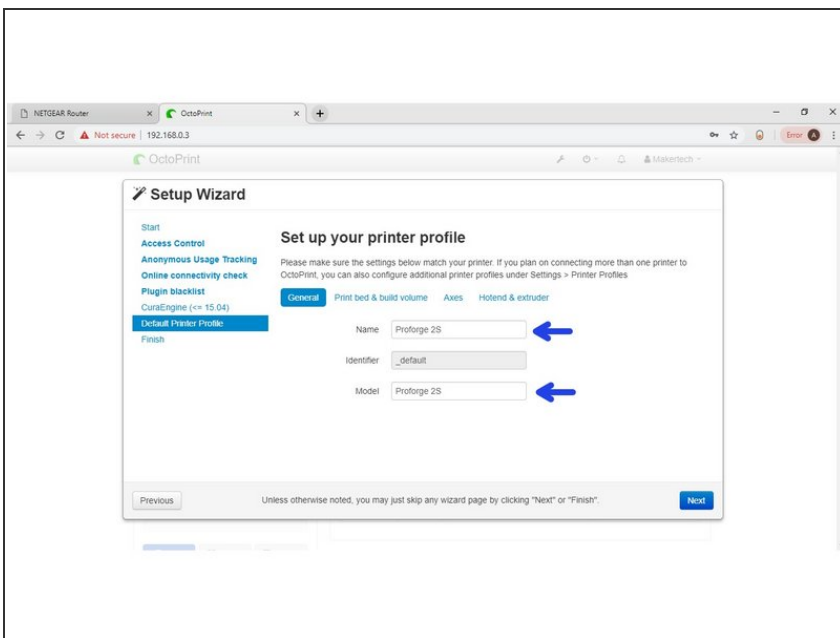 NETGEAR Router
OctoPrint
Not secure | 192.168.0.3
Error A
OctoPrint
Makertech
Setup Wizard
Start
Access Control
Anonymous Usage Tracking
Online connectivity check
Plugin blacklist
CuraEngine (<= 15.04)
Default Printer Profile
Finish
Set up your printer profile
Please make sure the settings below match your printer. If you plan on connecting more than one printer to
OctoPrint, you can also configure additional printer profiles under Settings > Printer Profiles
General Print bed & build volume Axes Hotend & extruder
Name Proforge 2S
Identifier _default
Model Proforge 2S
Previous Unless otherwise noted, you may just skip any wizard page by clicking "Next" or "Finish". Next